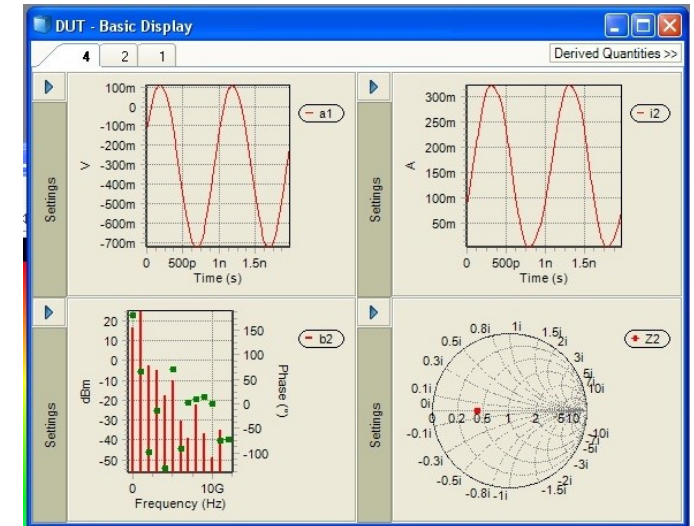 DUT - Basic Display
4 2 1 Derived Quantities >>
Settings
100m
0
-100m
-200m
-300m
-400m
-500m
-600m
-700m
V
0 500p 1n 1.5n
Time (s)
a1
Settings
300m
250m
200m
150m
100m
50m
A
0 500p 1n 1.5n
Time (s)
i2
Settings
20
10
0
-10
-20
-30
-40
-50
dBm
150
100
50
0
-50
-100
Phase (°)
0 10G
Frequency (Hz)
b2
Settings
0.8i 1i 1.5i
0.5i 2i
0.3i 3i
0.1i 10i
0i
0 0.2 0.5 1 2 5 10
-0.1i -10i
-5i
-0.3i -3i
-0.5i -2i
-0.8i -1i -1.5i
Z2